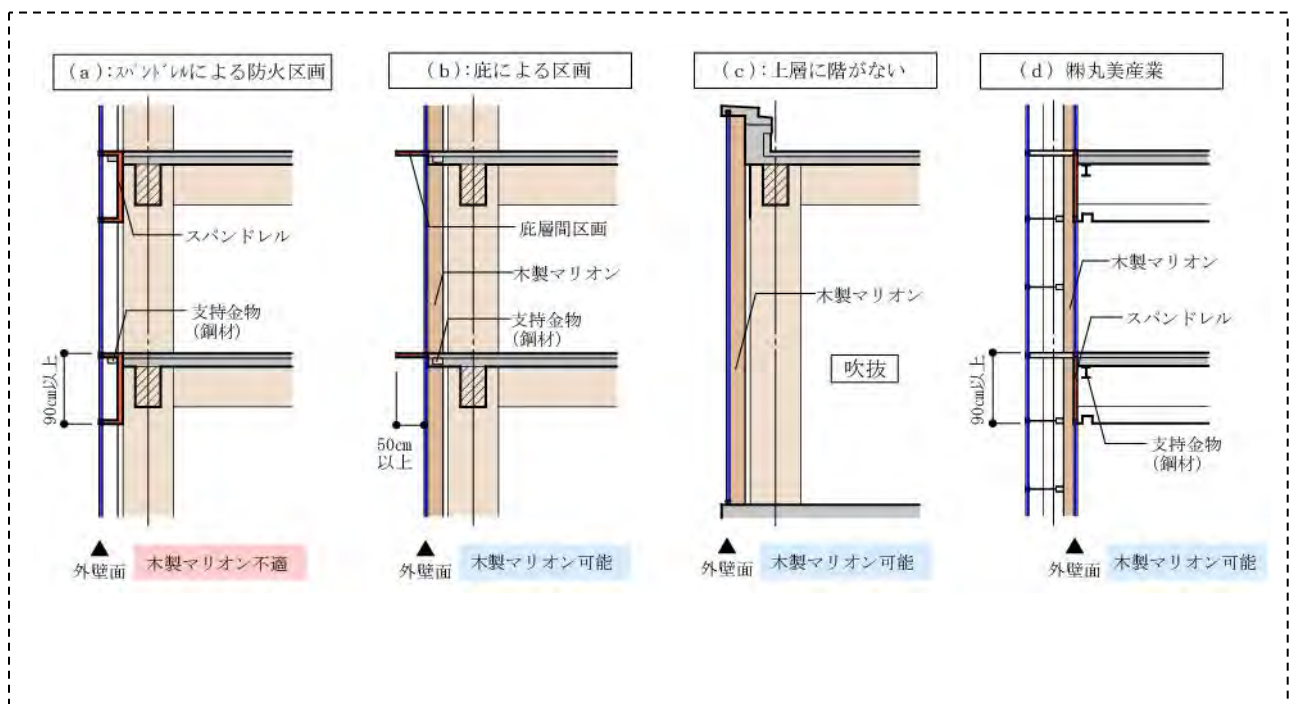 (a):スパンドレルによる防火区画
スパンドレル
支持金物
(鋼材)
90cm以上
外壁面
木製マリオン不適
(b):庇による区画
庇層間区画
木製マリオン
支持金物
(鋼材)
50cm
以上
外壁面
木製マリオン可能
(c):上層に階がない
木製マリオン
吹抜
外壁面
木製マリオン可能
(d) ㈱丸美産業
木製マリオン
スパンドレル
90cm以上
支持金物
(鋼材)
外壁面
木製マリオン可能